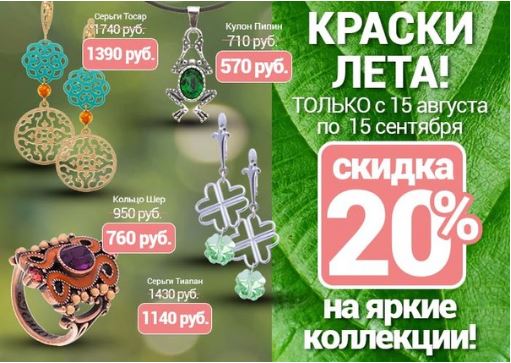 Серьги Тосар
1740 руб.
1390 руб.
Кулон Пипин
710 руб.
570 руб.
Кольцо Шер
950 руб.
760 руб.
Серьги Тиапан
1430 руб.
1140 руб.
КРАСКИ
ЛЕТА!
ТОЛЬКО с 15 августа
по 15 сентября
скидка
20%
на яркие
коллекции!